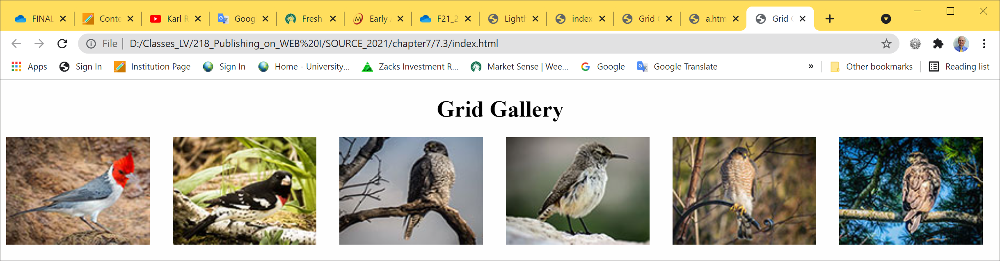 FINAL Conte Karl R Goog Fresh Early F21_2 Lighth index Grid a.htm Grid
File D:/Classes_LV/218_Publishing_on_WEB%20I/SOURCE_2021/chapter7/7.3/index.html
Apps Sign In Institution Page Sign In Home - University... Zacks Investment R... Market Sense | Wee... Google Google Translate » Other bookmarks Reading list
Grid Gallery